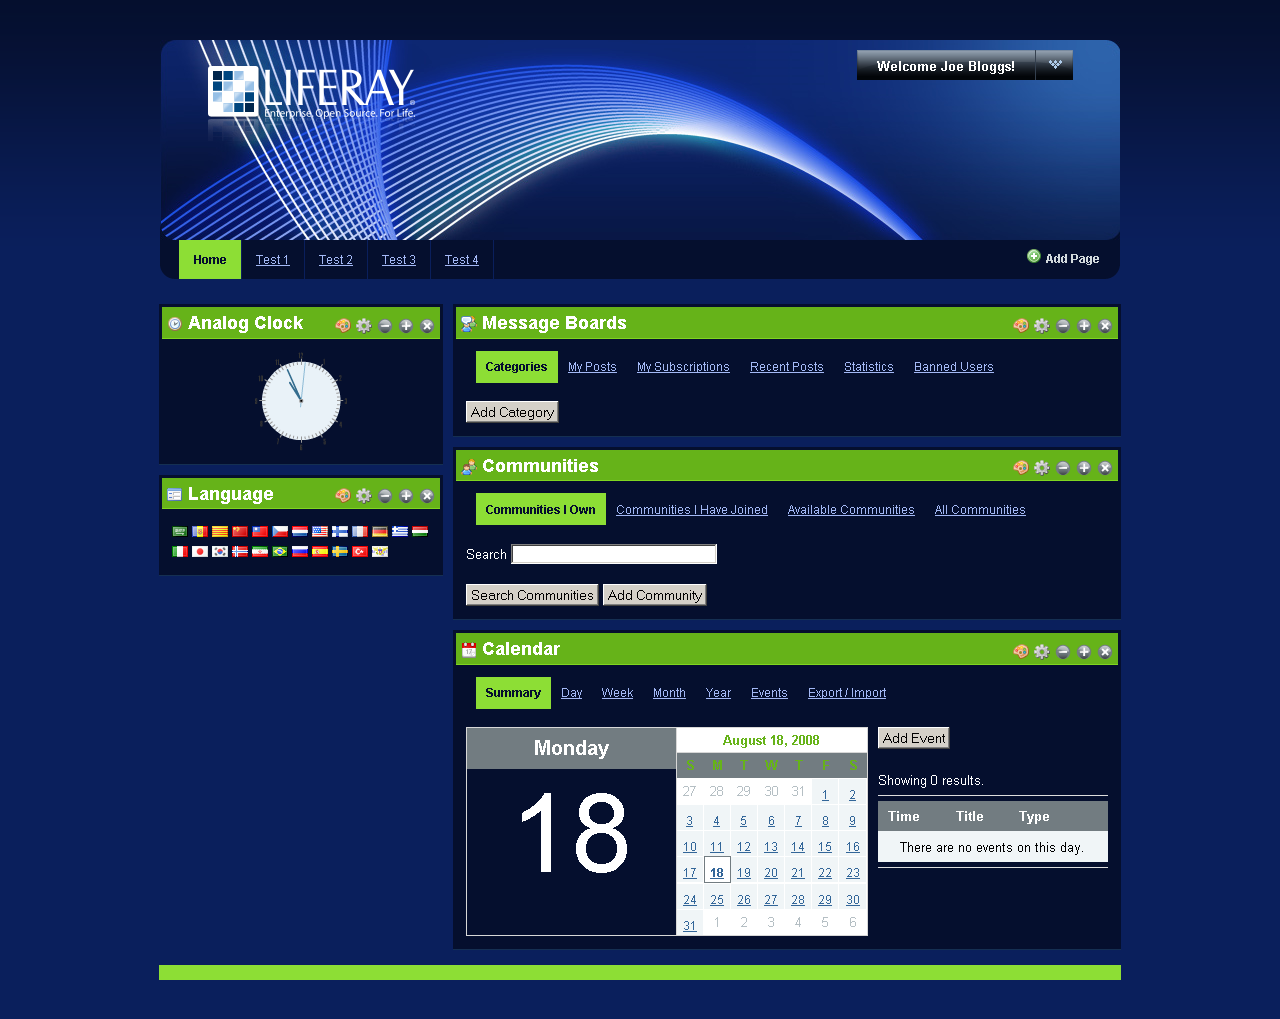 LIFERAY
Enterprise. Open Source. For Life.
Welcome Joe Bloggs!
Home Test 1 Test 2 Test 3 Test 4
Add Page
Analog Clock
Language
Message Boards
Categories My Posts My Subscriptions Recent Posts Statistics Banned Users
Add Category
Communities
Communities I Own Communities I Have Joined Available Communities All Communities
Search
Search Communities Add Community
Calendar
Summary Day Week Month Year Events Export / Import
Monday
18
August 18, 2008
S M T W T F S
27 28 29 30 31 1 2
3 4 5 6 7 8 9
10 11 12 13 14 15 16
17 18 19 20 21 22 23
24 25 26 27 28 29 30
31 1 2 3 4 5 6
Add Event
Showing 0 results.
Time Title Type
There are no events on this day.